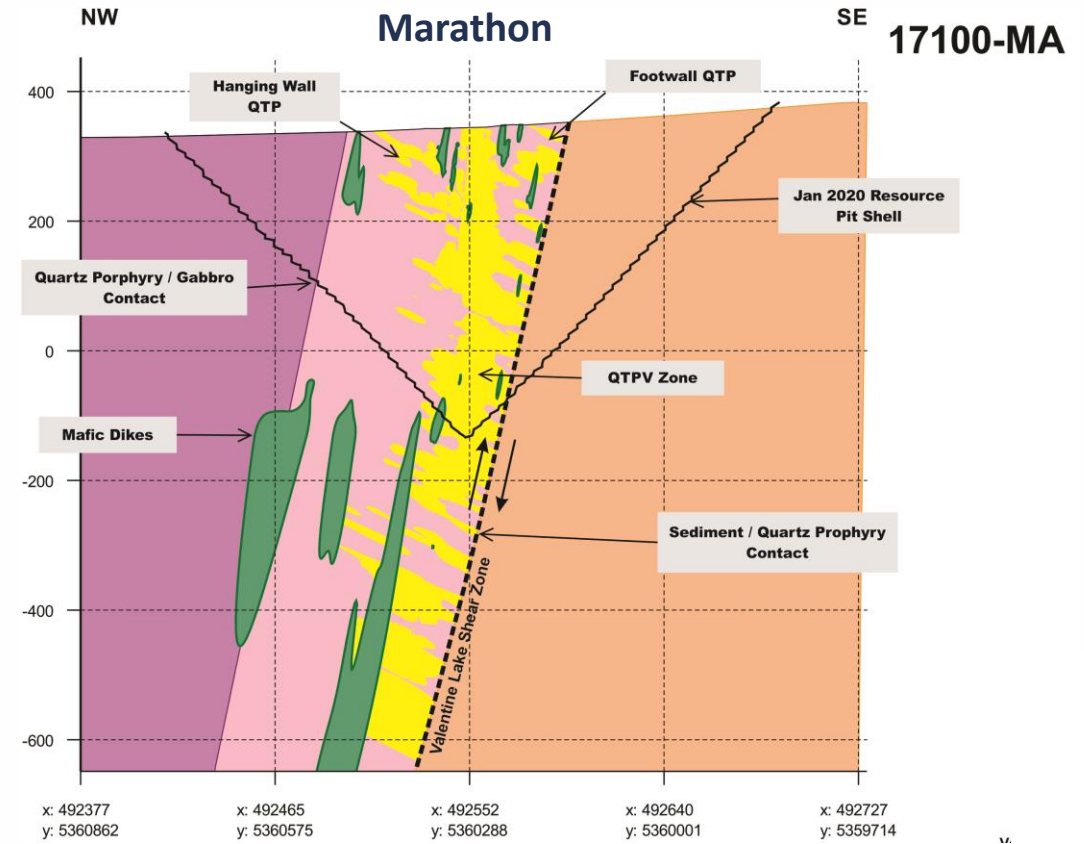 NW
Marathon
SE
17100-MA
400
200
0
-200
-400
-600
Hanging Wall
QTP
Footwall QTP
Jan 2020 Resource
Pit Shell
Quartz Porphyry / Gabbro
Contact
QTPV Zone
Mafic Dikes
Sediment / Quartz Prophyry
Contact
Valentine Lake Shear Zone
x: 492377
y: 5360862
x: 492465
y: 5360575
x: 492552
y: 5360288
x: 492640
y: 5360001
x: 492727
y: 5359714